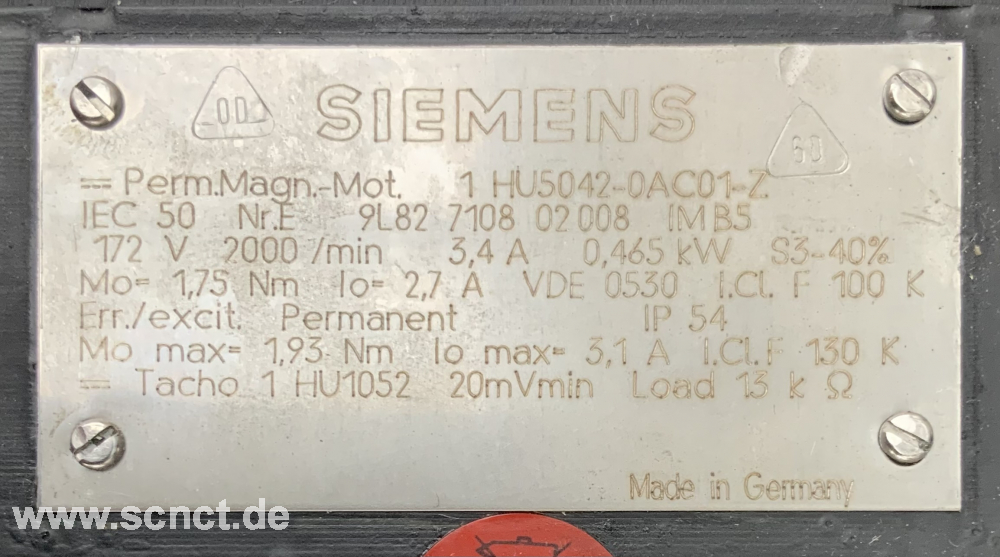 SIEMENS
60
⎓ Perm.Magn.-Mot. 1 HU5042-0AC01-Z
IEC 50 Nr.E 9L82 7108 02 008 IM B5
172 V 2000 /min 3,4 A 0,465 kW S3-40%
Mo= 1,75 Nm Io= 2,7 A VDE 0530 I.Cl. F 100 K
Err./excit. Permanent IP 54
Mo max= 1,93 Nm Io max= 3,1 A I.Cl.F 130 K
⎓ Tacho 1 HU1052 20mVmin Load 13 k Ω
Made in Germany
www.scnct.de